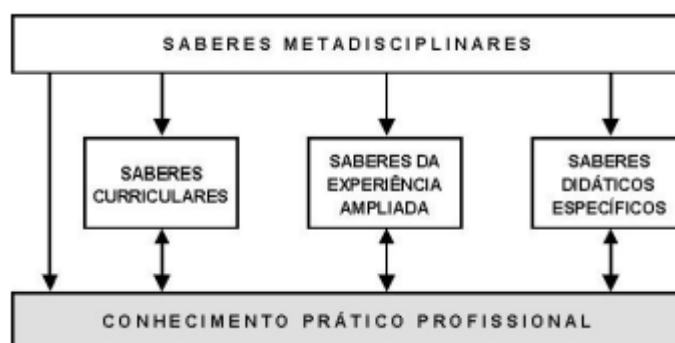 SABERES METADISCIPLINARES
SABERES
CURRICULARES
SABERES DA
EXPERIÊNCIA
AMPLIADA
SABERES
DIDÁTICOS
ESPECÍFICOS
CONHECIMENTO PRÁTICO PROFISSIONAL